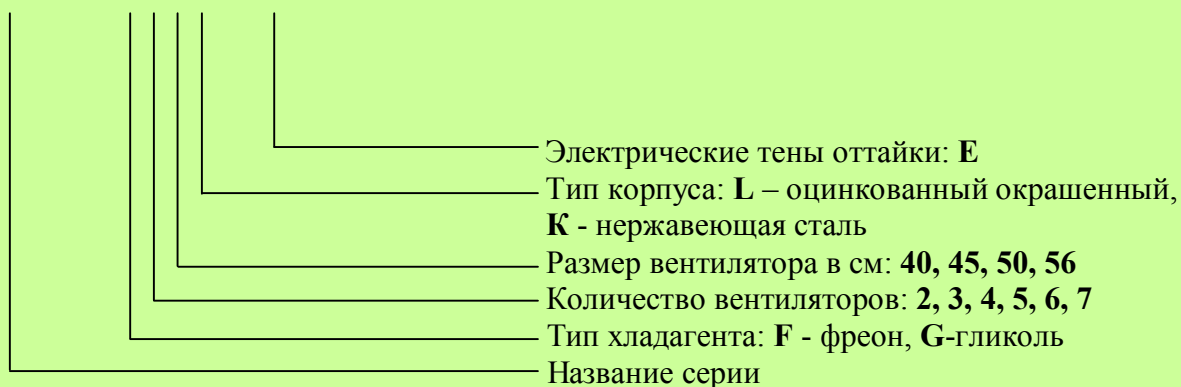 Электрические тены оттайки: E
Тип корпуса: L – оцинкованный окрашенный,
К - нержавеющая сталь
Размер вентилятора в см: 40, 45, 50, 56
Количество вентиляторов: 2, 3, 4, 5, 6, 7
Тип хладагента: F - фреон, G-гликоль
Название серии